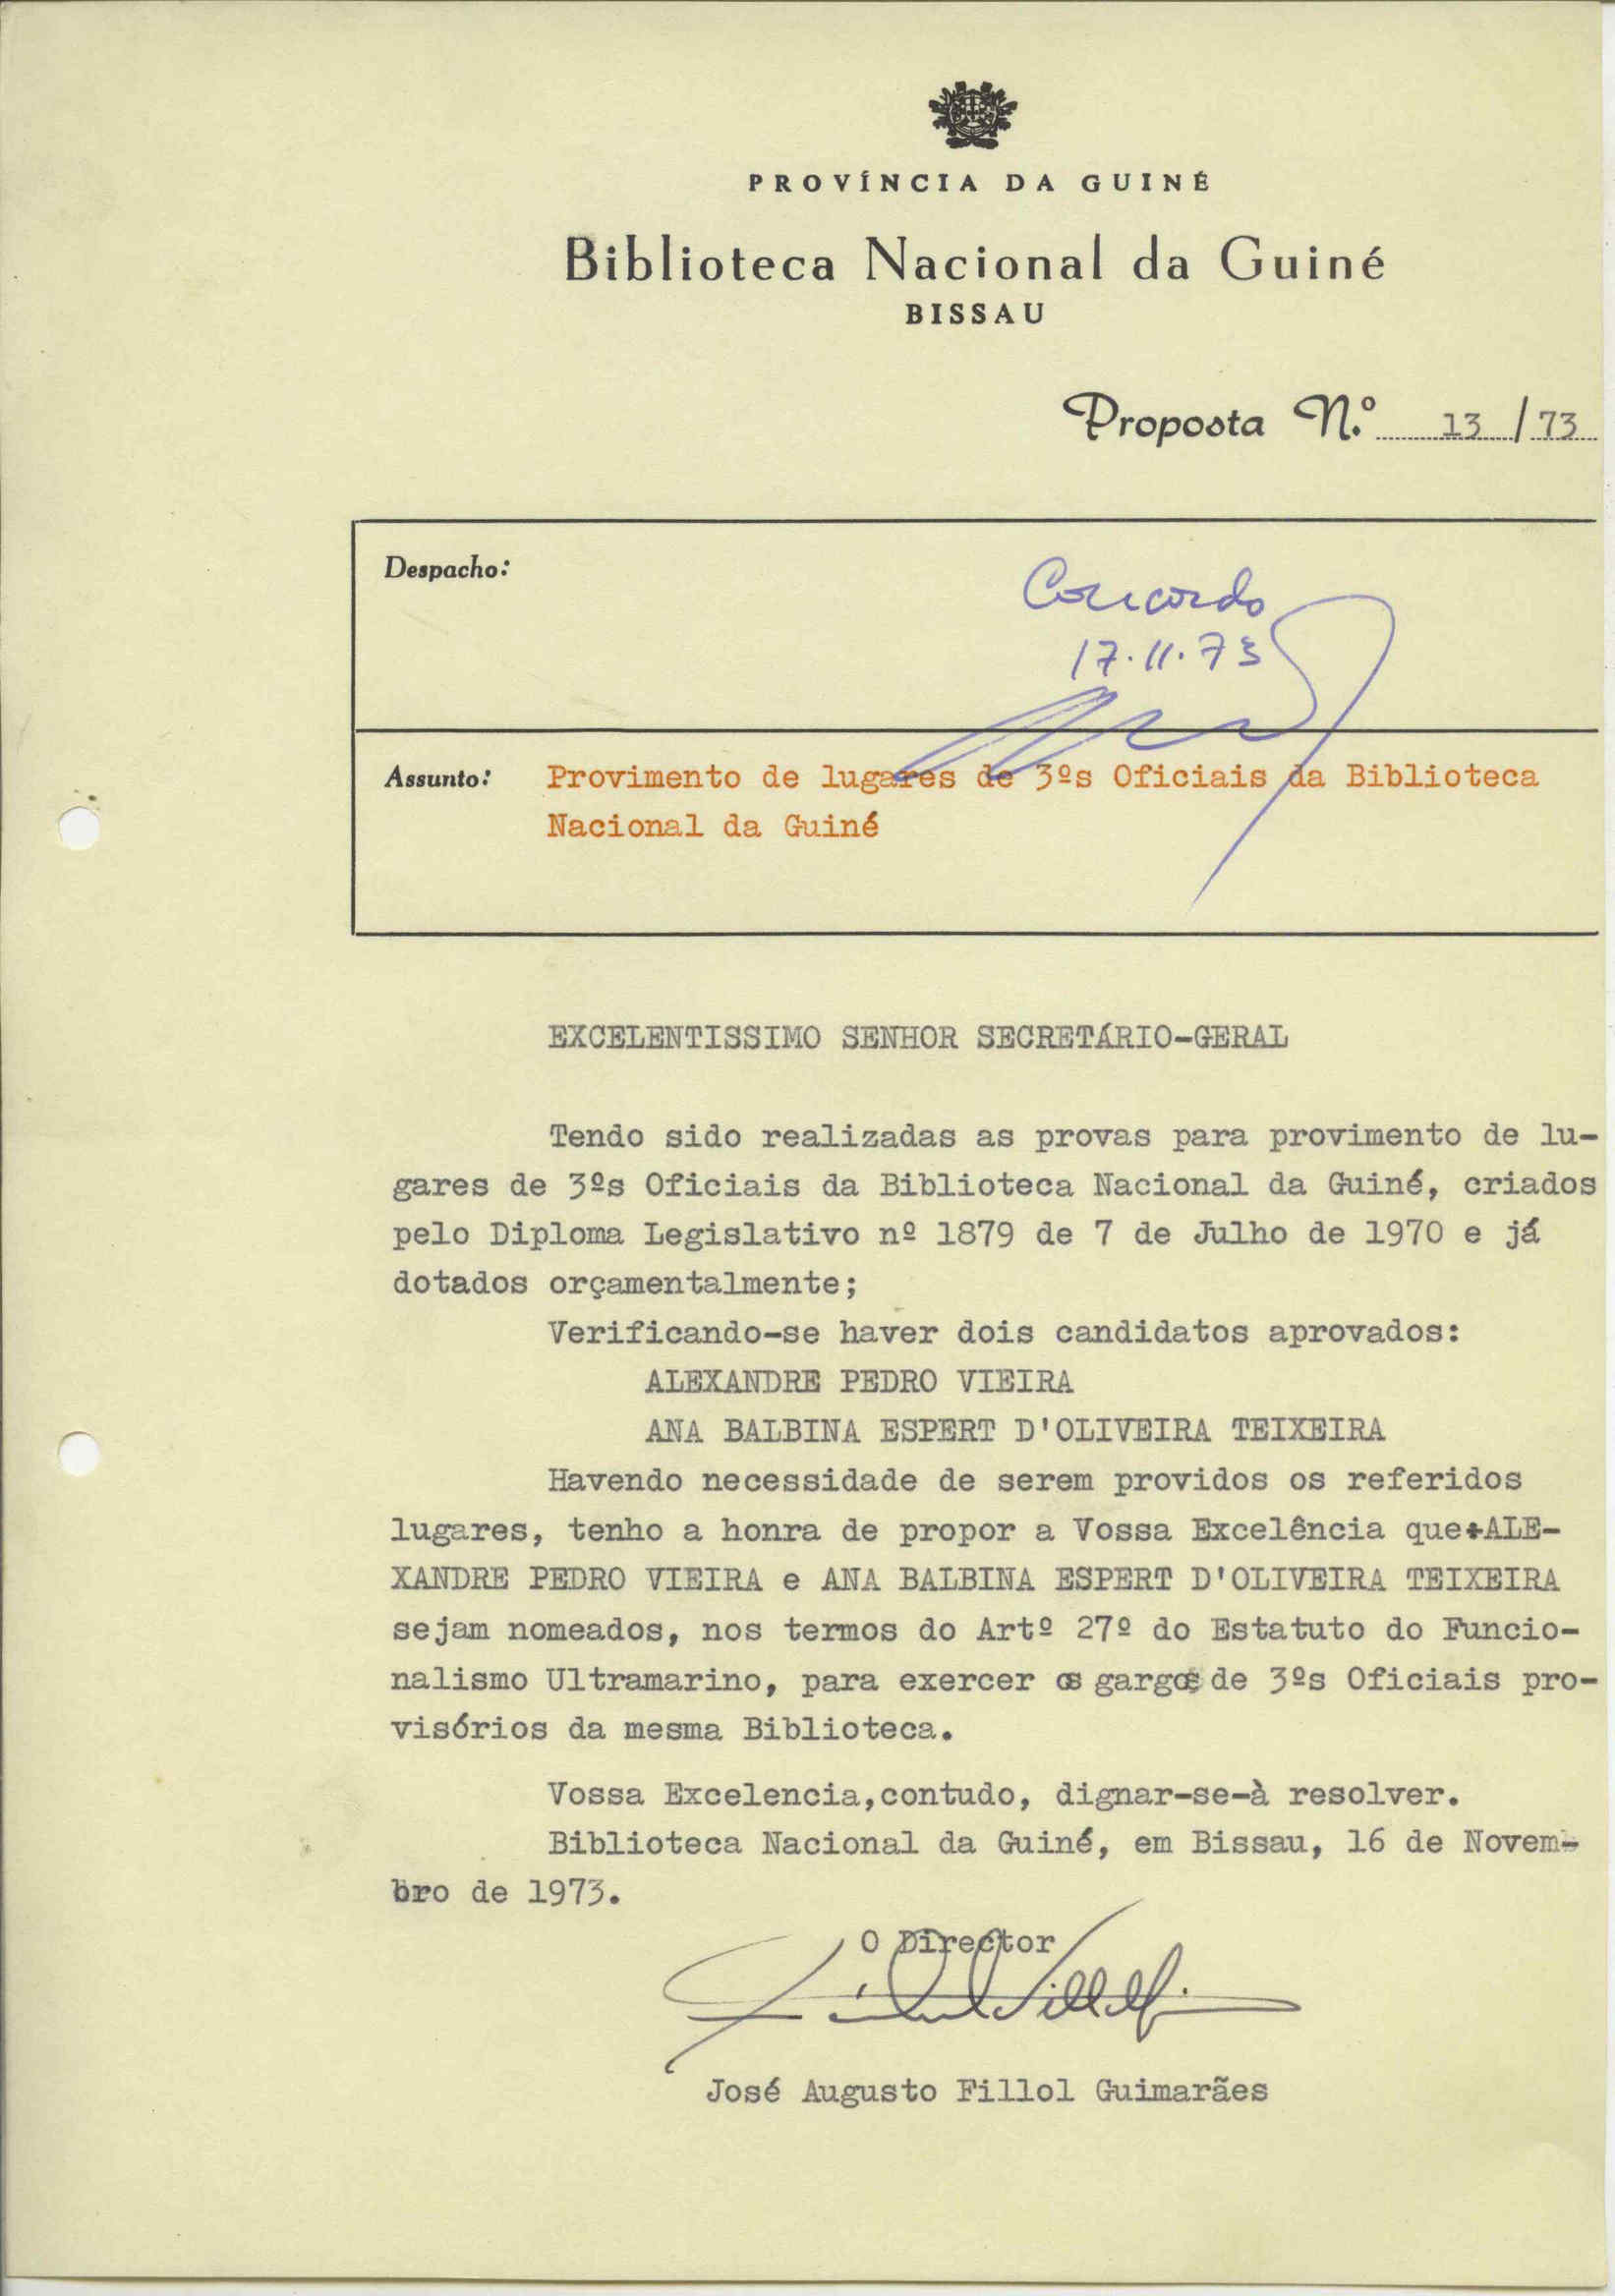 PROVÍNCIA DA GUINÉ
Biblioteca Nacional da Guiné
BISSAU
Proposta N.º 13 / 73
Despacho:
Concordo
17.11.73
Assunto: Provimento de lugares de 3ºs Oficiais da Biblioteca
Nacional da Guiné
EXCELENTISSIMO SENHOR SECRETÁRIO-GERAL
Tendo sido realizadas as provas para provimento de lu-
gares de 3ºs Oficiais da Biblioteca Nacional da Guiné, criados
pelo Diploma Legislativo nº 1879 de 7 de Julho de 1970 e já
dotados orçamentalmente;
Verificando-se haver dois candidatos aprovados:
ALEXANDRE PEDRO VIEIRA
ANA BALBINA ESPERT D'OLIVEIRA TEIXEIRA
Havendo necessidade de serem providos os referidos
lugares, tenho a honra de propor a Vossa Excelência que ALE-
XANDRE PEDRO VIEIRA e ANA BALBINA ESPERT D'OLIVEIRA TEIXEIRA
sejam nomeados, nos termos do Artº 27º do Estatuto do Funcio-
nalismo Ultramarino, para exercer os gargos de 3ºs Oficiais pro-
visórios da mesma Biblioteca.
Vossa Excelencia,contudo, dignar-se-à resolver.
Biblioteca Nacional da Guiné, em Bissau, 16 de Novem-
bro de 1973.
O Director
José Augusto Fillol Guimarães